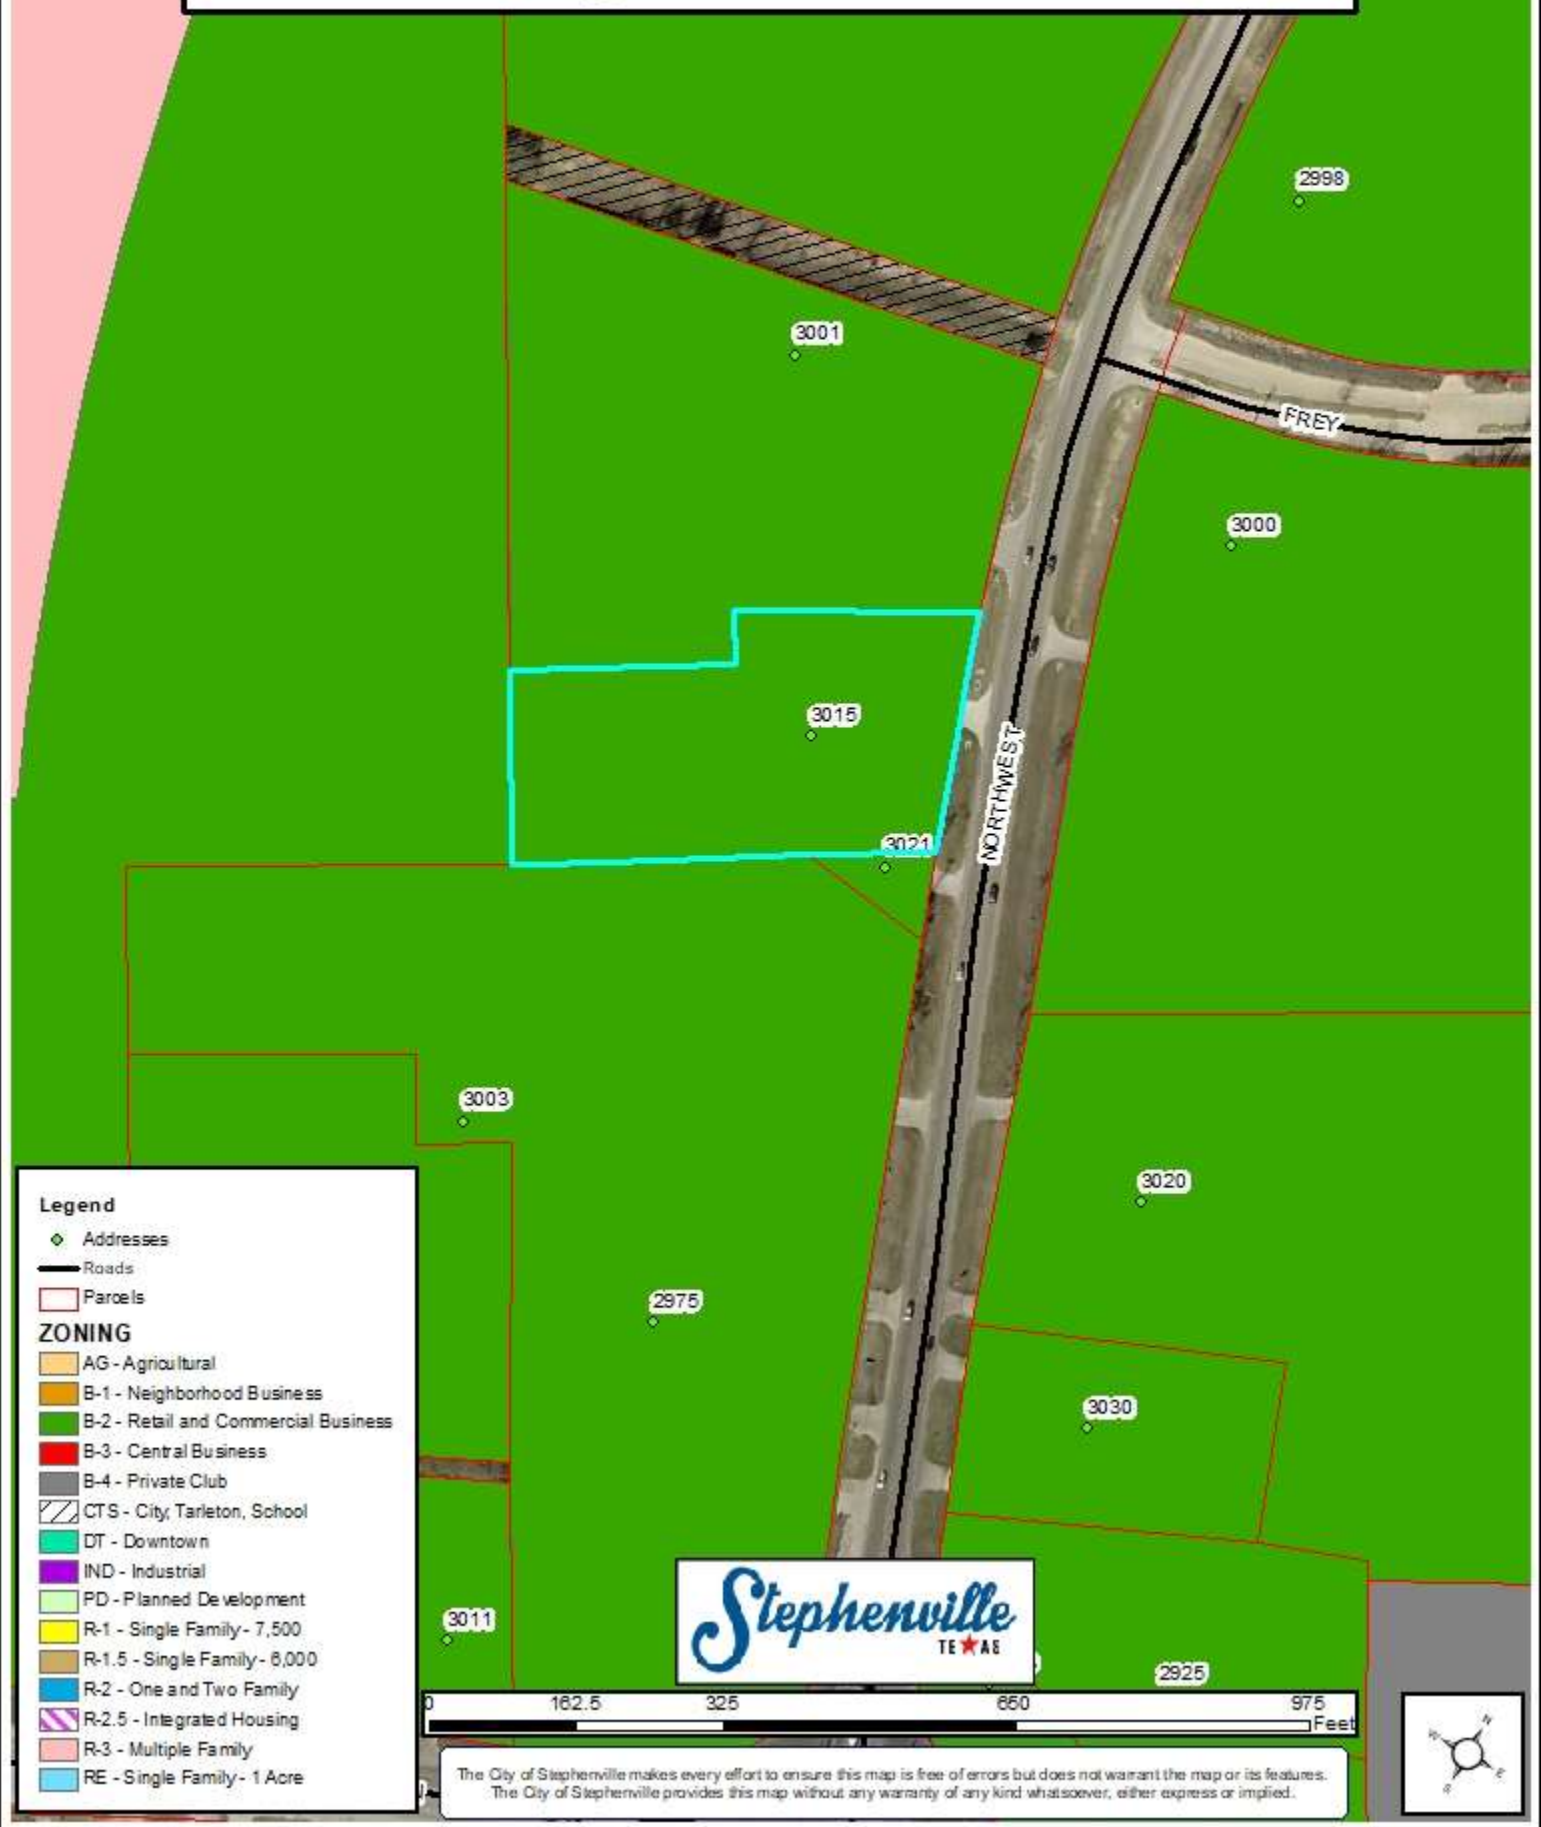 2998
3001
FREY
3000
3015
NORTHWEST
3021
3003
3020
2975
3030
3011
2925
Legend
Addresses
Roads
Parcels
ZONING
AG - Agricultural
B-1 - Neighborhood Business
B-2 - Retail and Commercial Business
B-3 - Central Business
B-4 - Private Club
CTS - City, Tarleton, School
DT - Downtown
IND - Industrial
PD - Planned Development
R-1 - Single Family - 7,500
R-1.5 - Single Family - 6,000
R-2 - One and Two Family
R-2.5 - Integrated Housing
R-3 - Multiple Family
RE - Single Family - 1 Acre
Stephenville
TEXAS
0 162.5 325 650 975
Feet
The City of Stephenville makes every effort to ensure this map is free of errors but does not warrant the map or its features.
The City of Stephenville provides this map without any warranty of any kind whatsoever, either express or implied.
N
W
E
S